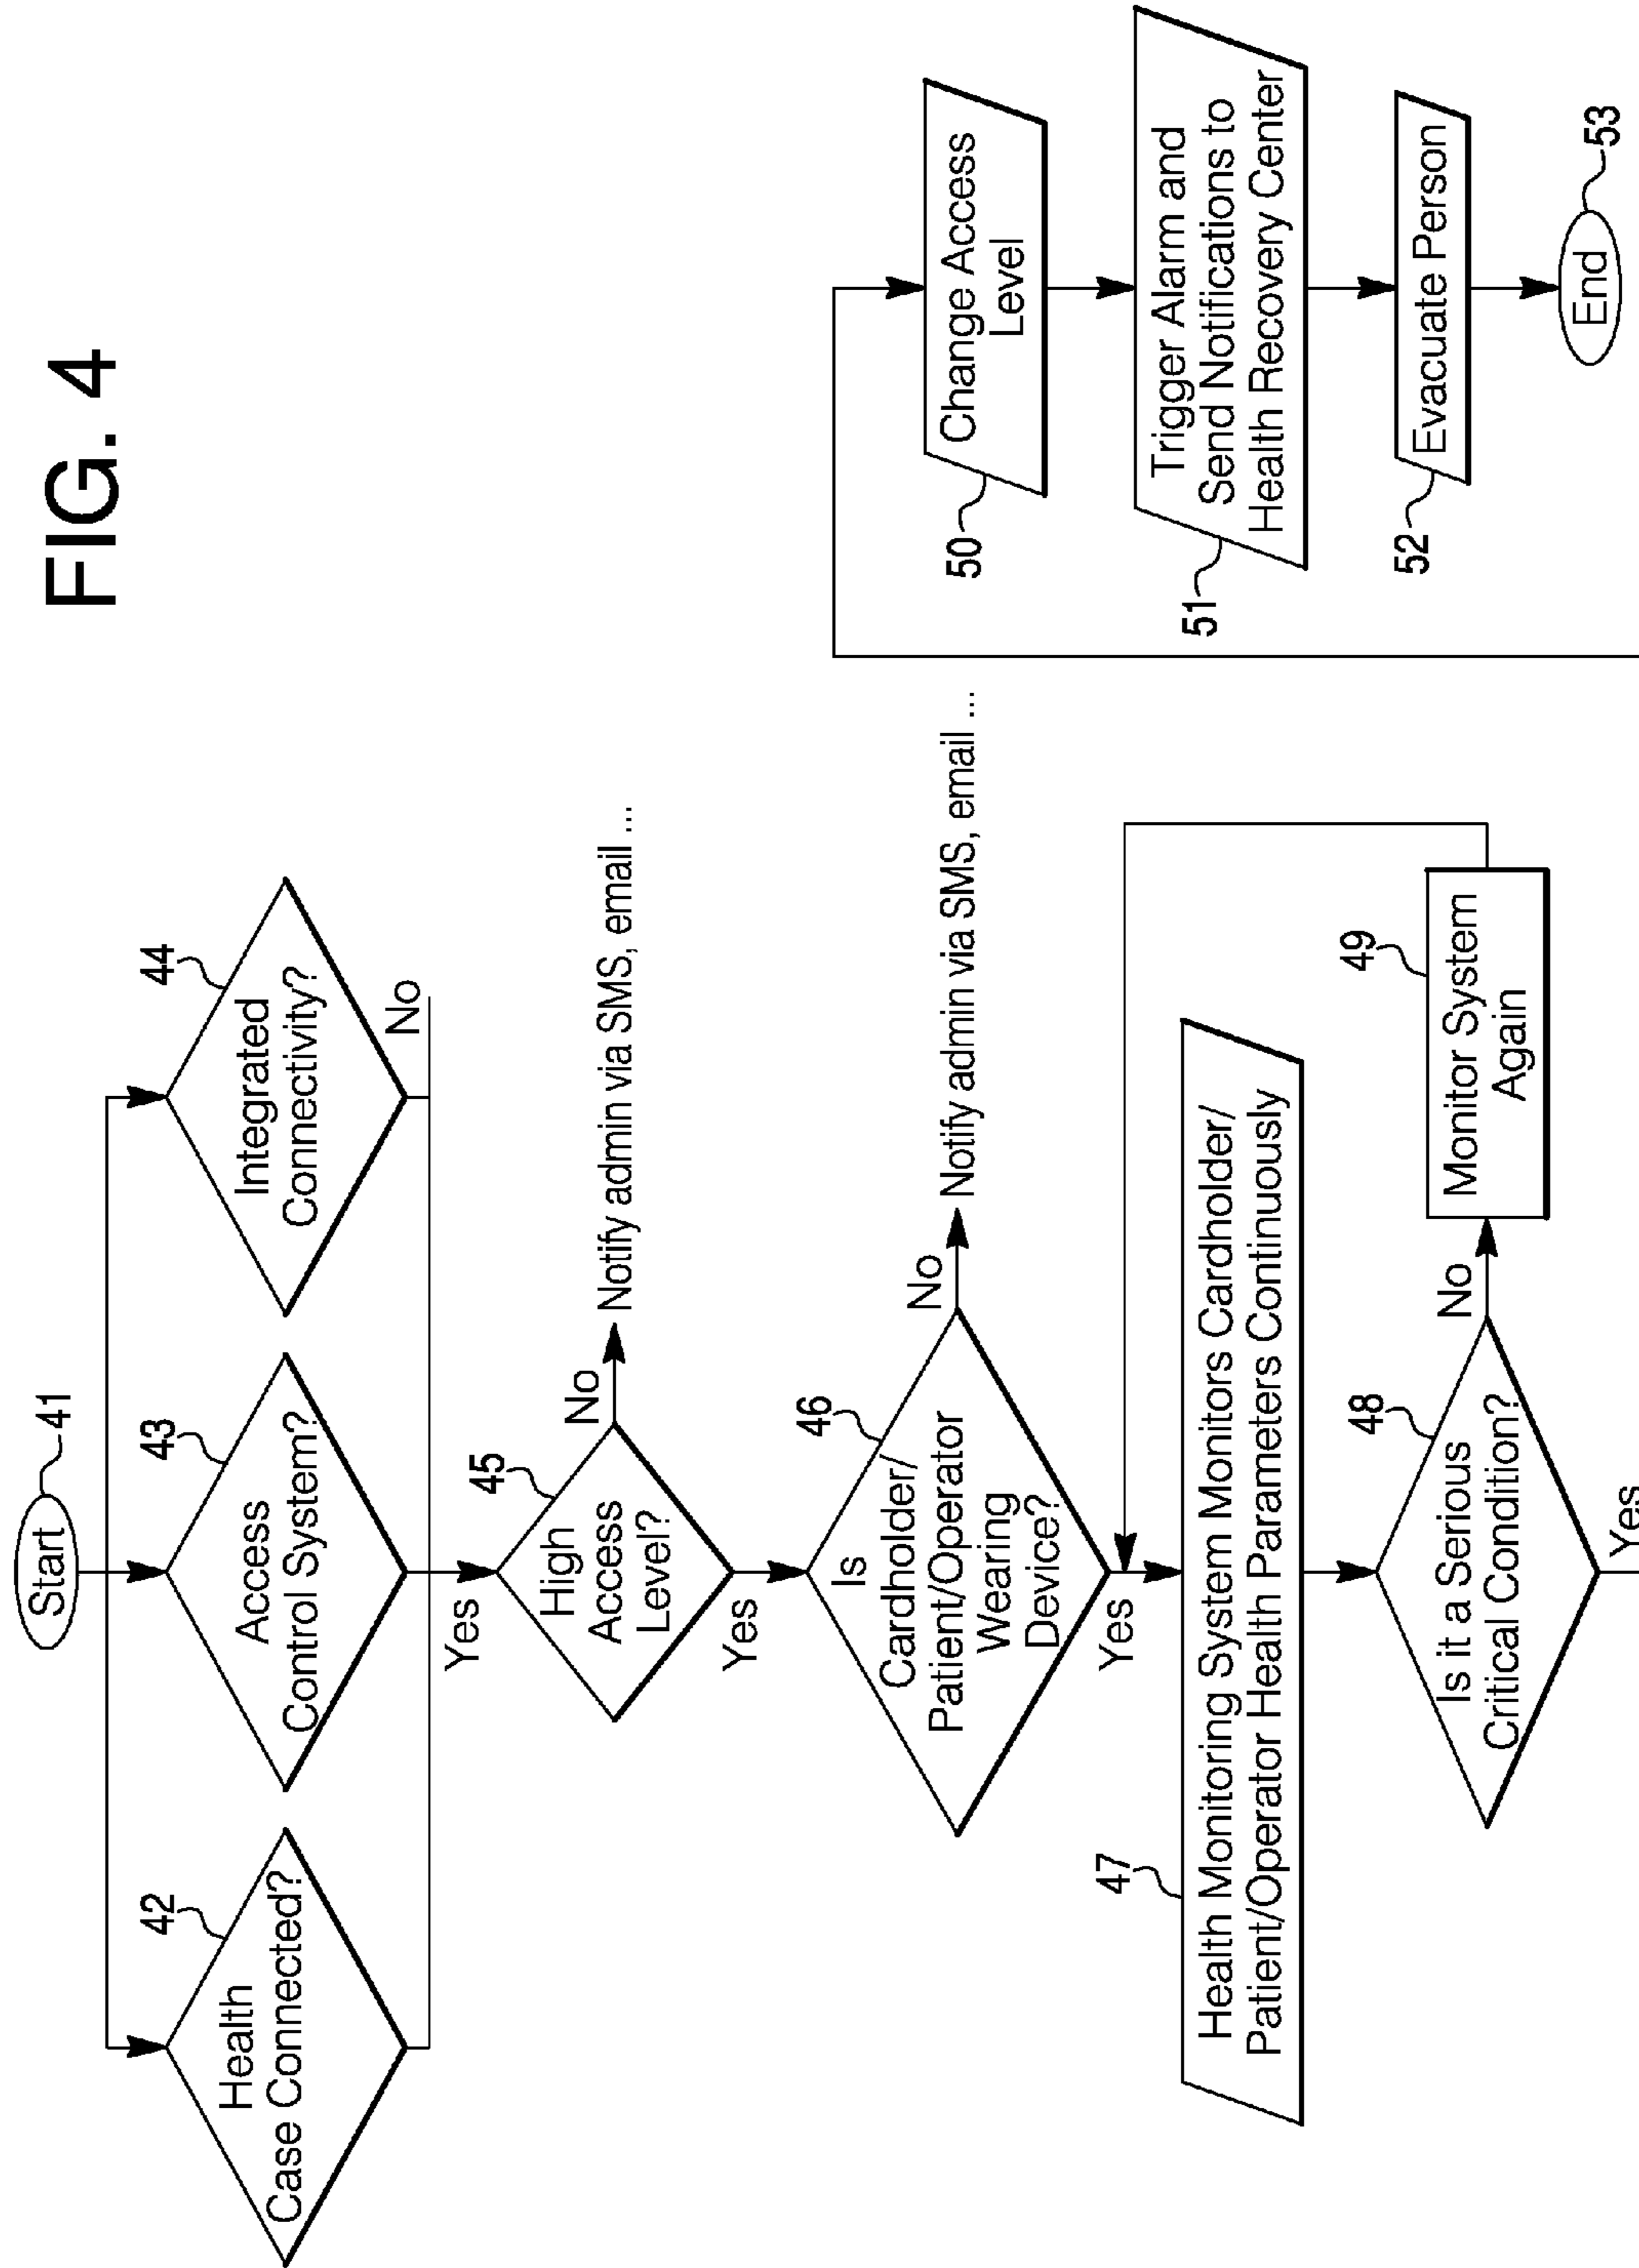 FIG. 4
Start
41
Health
Case Connected?
42
Access
Control System?
43
Integrated
Connectivity?
44
No
Yes
High
Access
Level?
45
No
Notify admin via SMS, email ...
Yes
Is
Cardholder/
Patient/Operator
Wearing
Device?
46
No
Notify admin via SMS, email ...
Yes
47
Health Monitoring System Monitors Cardholder/
Patient/Operator Health Parameters Continuously
Is it a Serious
Critical Condition?
48
No
Monitor System
Again
49
Yes
Change Access
Level
50
Trigger Alarm and
Send Notifications to
Health Recovery Center
51
Evacuate Person
52
End
53